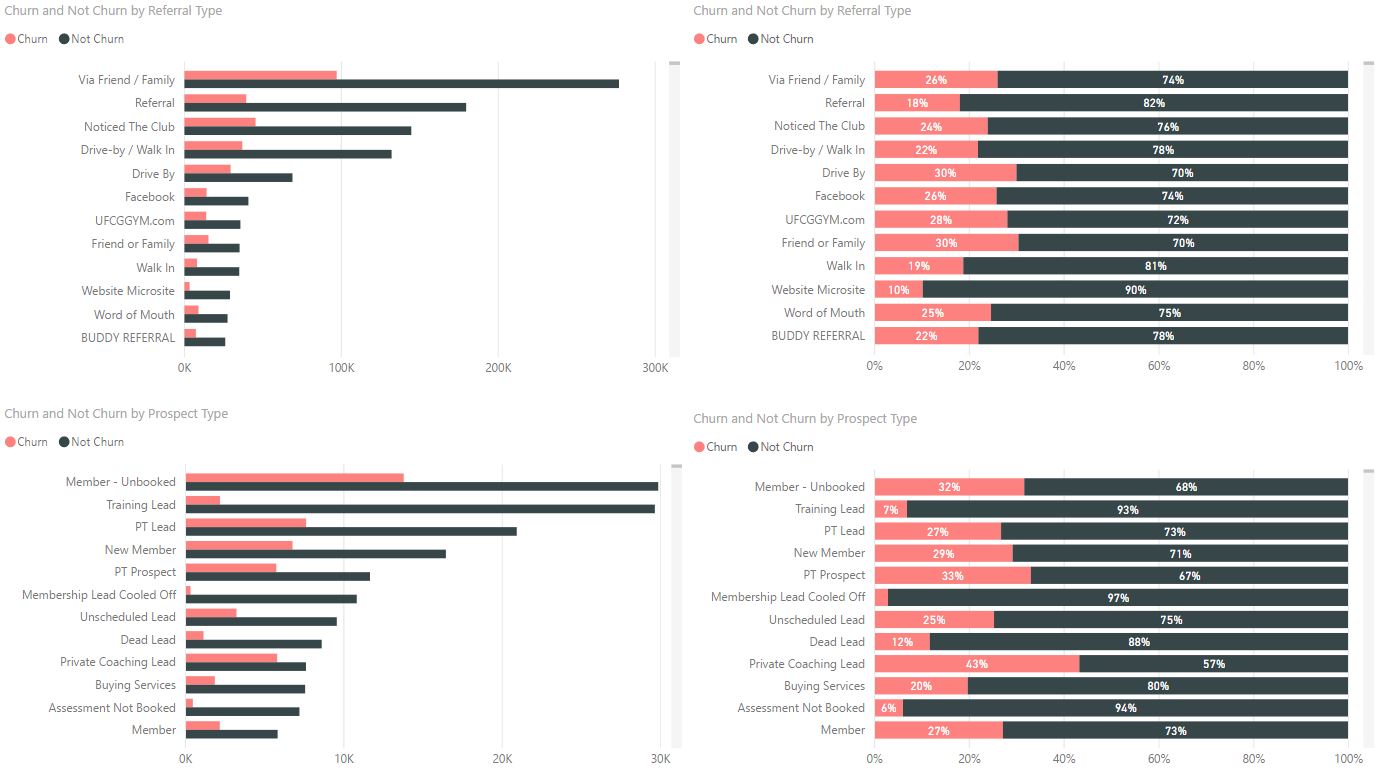 Churn and Not Churn by Referral Type
Churn Not Churn
Via Friend / Family
Referral
Noticed The Club
Drive-by / Walk In
Drive By
Facebook
UFCGGYM.com
Friend or Family
Walk In
Website Microsite
Word of Mouth
BUDDY REFERRAL
0K 100K 200K 300K
Churn and Not Churn by Referral Type
Churn Not Churn
Via Friend / Family 26% 74%
Referral 18% 82%
Noticed The Club 24% 76%
Drive-by / Walk In 22% 78%
Drive By 30% 70%
Facebook 26% 74%
UFCGGYM.com 28% 72%
Friend or Family 30% 70%
Walk In 19% 81%
Website Microsite 10% 90%
Word of Mouth 25% 75%
BUDDY REFERRAL 22% 78%
0% 20% 40% 60% 80% 100%
Churn and Not Churn by Prospect Type
Churn Not Churn
Member - Unbooked
Training Lead
PT Lead
New Member
PT Prospect
Membership Lead Cooled Off
Unscheduled Lead
Dead Lead
Private Coaching Lead
Buying Services
Assessment Not Booked
Member
0K 10K 20K 30K
Churn and Not Churn by Prospect Type
Churn Not Churn
Member - Unbooked 32% 68%
Training Lead 7% 93%
PT Lead 27% 73%
New Member 29% 71%
PT Prospect 33% 67%
Membership Lead Cooled Off 97%
Unscheduled Lead 25% 75%
Dead Lead 12% 88%
Private Coaching Lead 43% 57%
Buying Services 20% 80%
Assessment Not Booked 6% 94%
Member 27% 73%
0% 20% 40% 60% 80% 100%